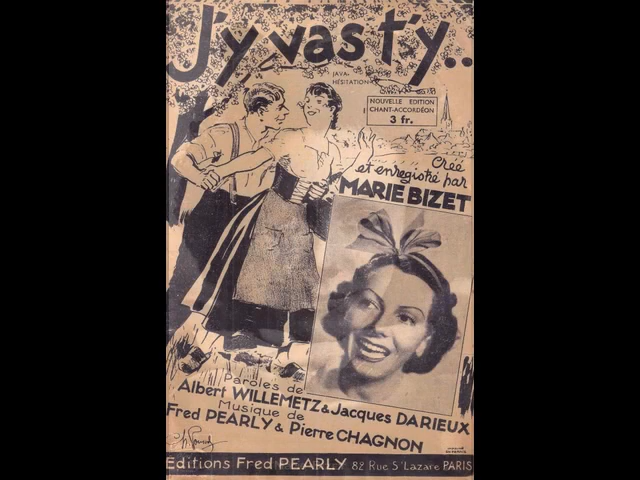 J'y vas t'y..
JAVA-
HÉSITATION
NOUVELLE EDITION
CHANT-ACCORDÉON
3 fr.
Créé
et enregistré par
MARIE BIZET
Paroles de
Albert WILLEMETZ & Jacques DARIEUX
Musique de
Fred PEARLY & Pierre CHAGNON
Editions Fred PEARLY 82 Rue St Lazare PARIS